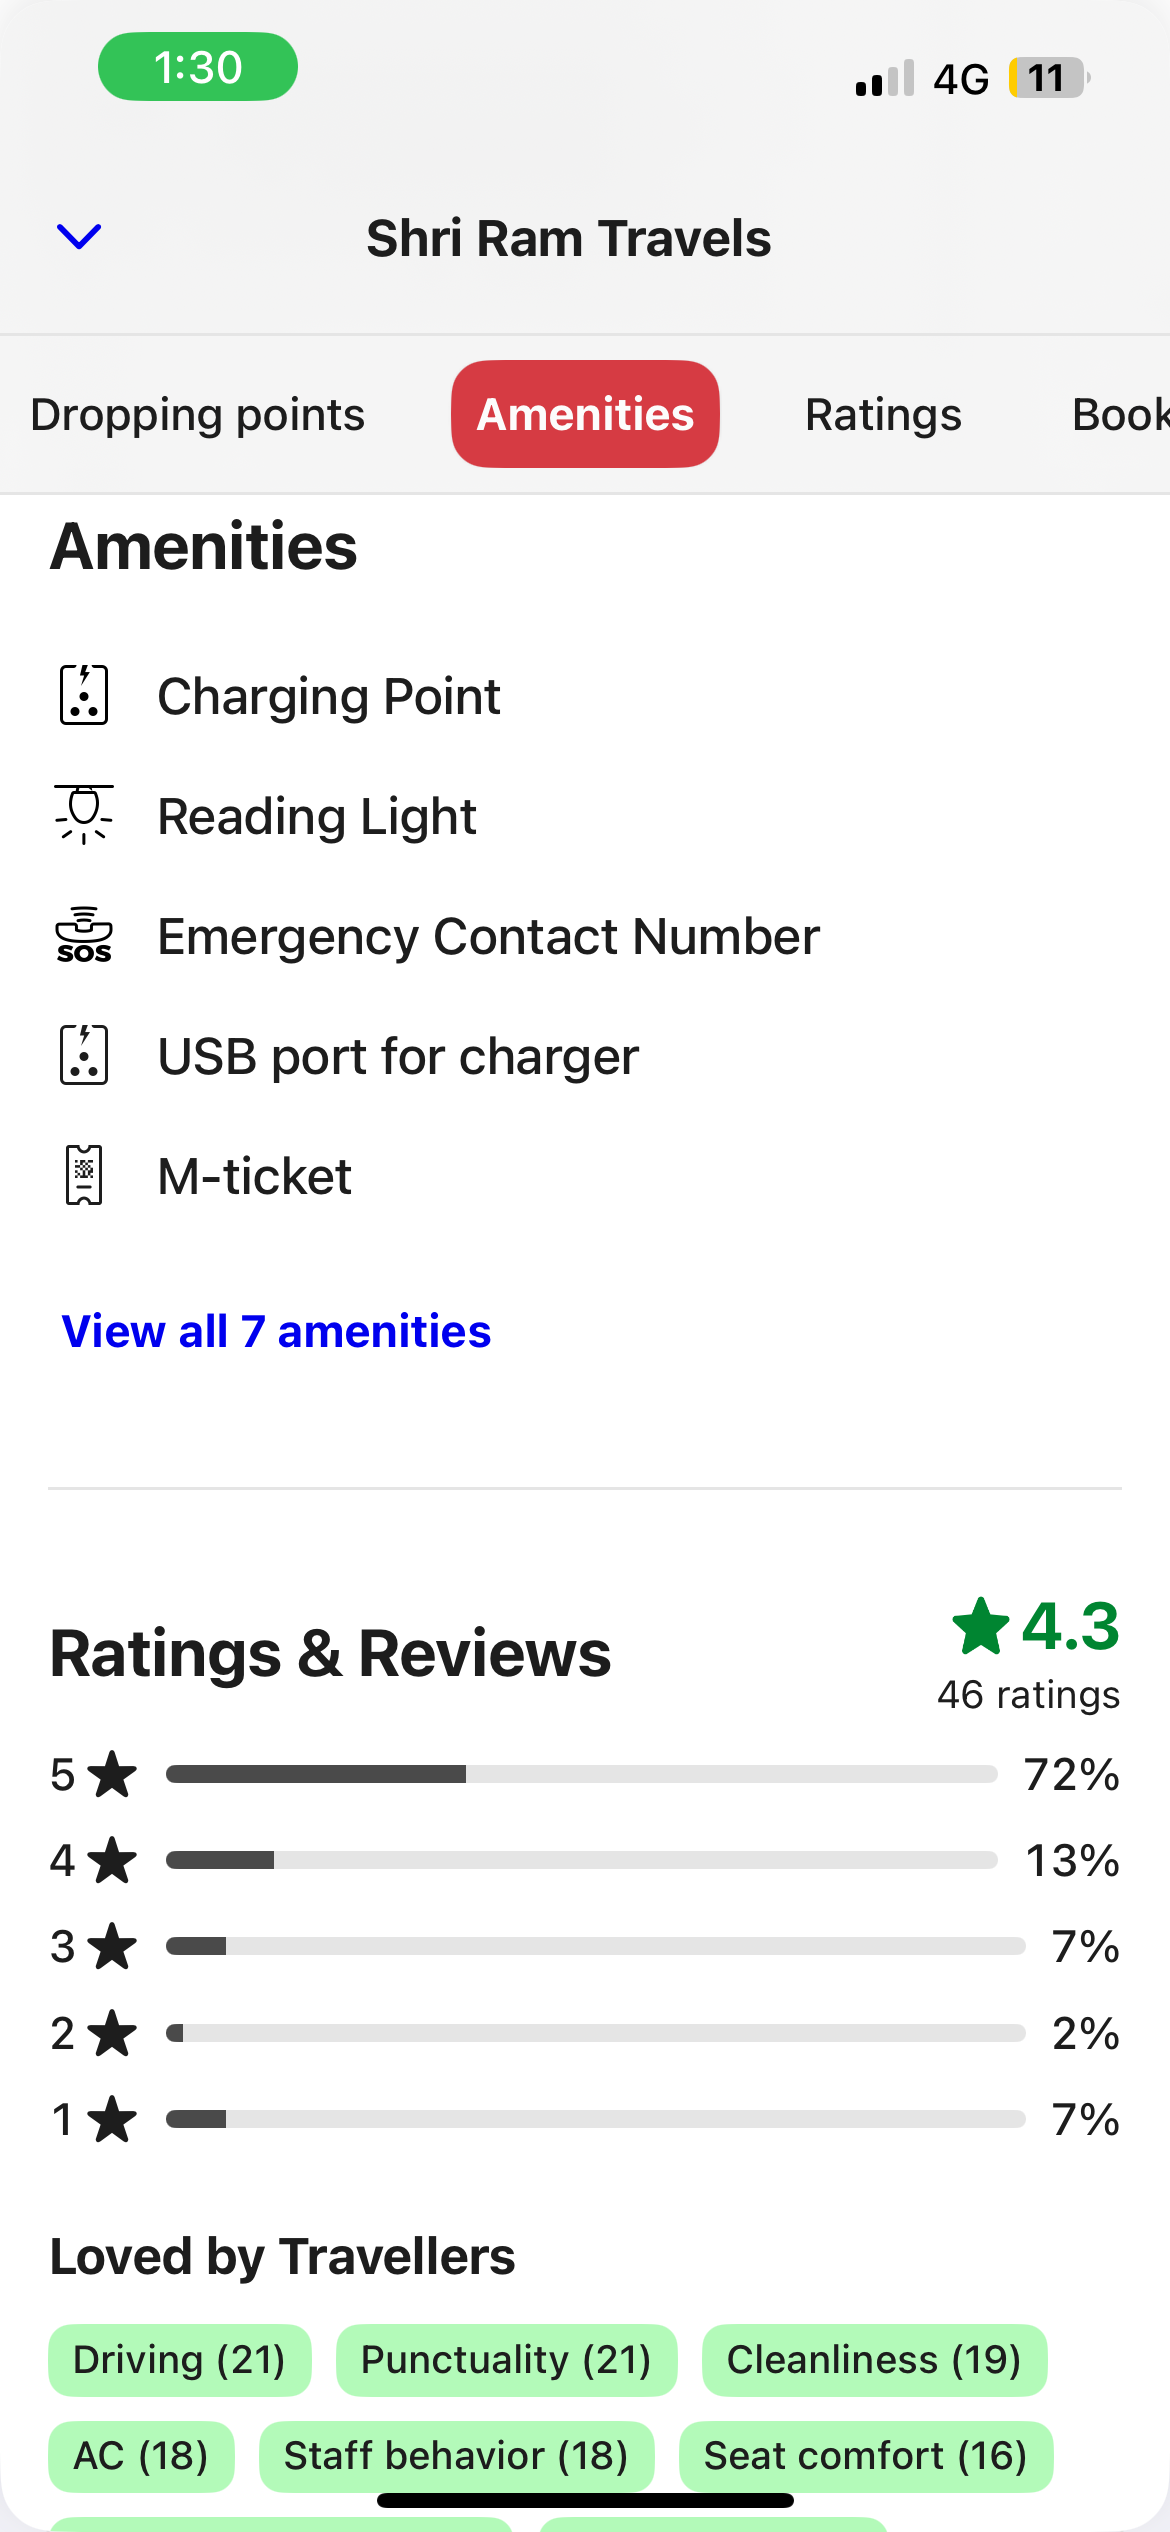 1:30
4G 11
Shri Ram Travels
Dropping points Amenities Ratings Book
Amenities
Charging Point
Reading Light
SOS Emergency Contact Number
USB port for charger
M-ticket
View all 7 amenities
Ratings & Reviews
4.3
46 ratings
5 72%
4 13%
3 7%
2 2%
1 7%
Loved by Travellers
Driving (21) Punctuality (21) Cleanliness (19)
AC (18) Staff behavior (18) Seat comfort (16)